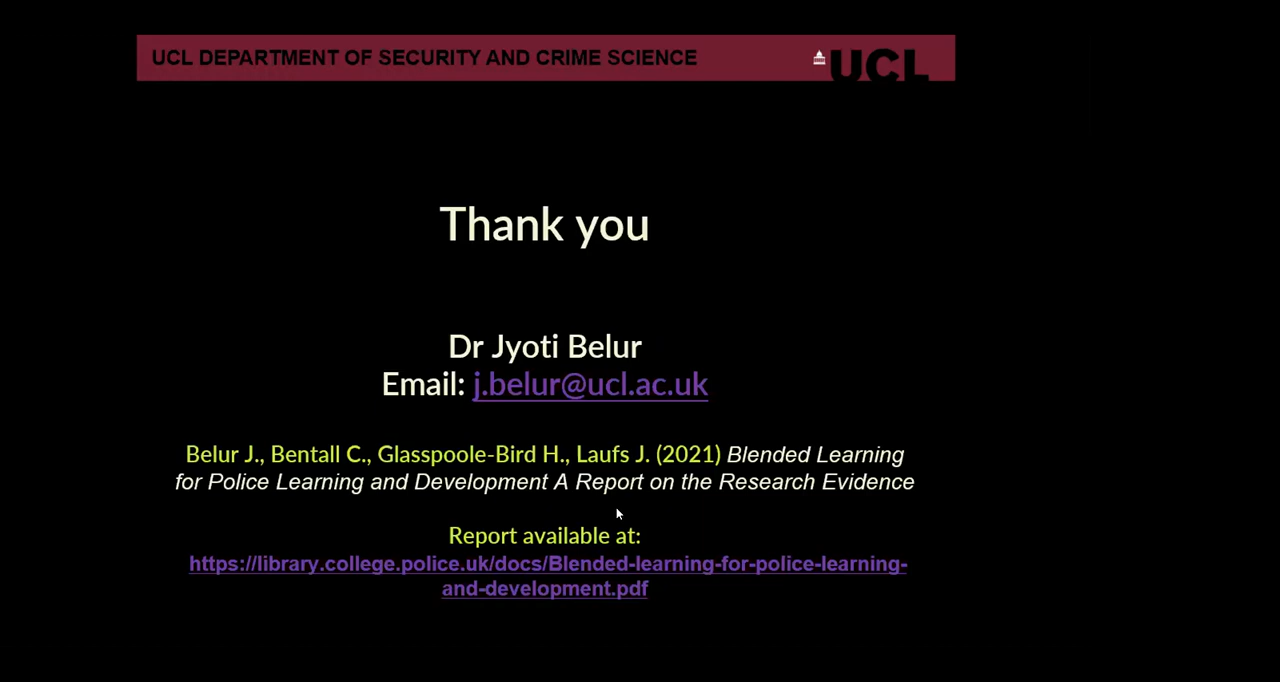 UCL DEPARTMENT OF SECURITY AND CRIME SCIENCE
UCL
Thank you
Dr Jyoti Belur
Email: j.belur@ucl.ac.uk
Belur J., Bentall C., Glasspoole-Bird H., Laufs J. (2021) Blended Learning
for Police Learning and Development A Report on the Research Evidence
Report available at:
https://library.college.police.uk/docs/Blended-learning-for-police-learning-
and-development.pdf